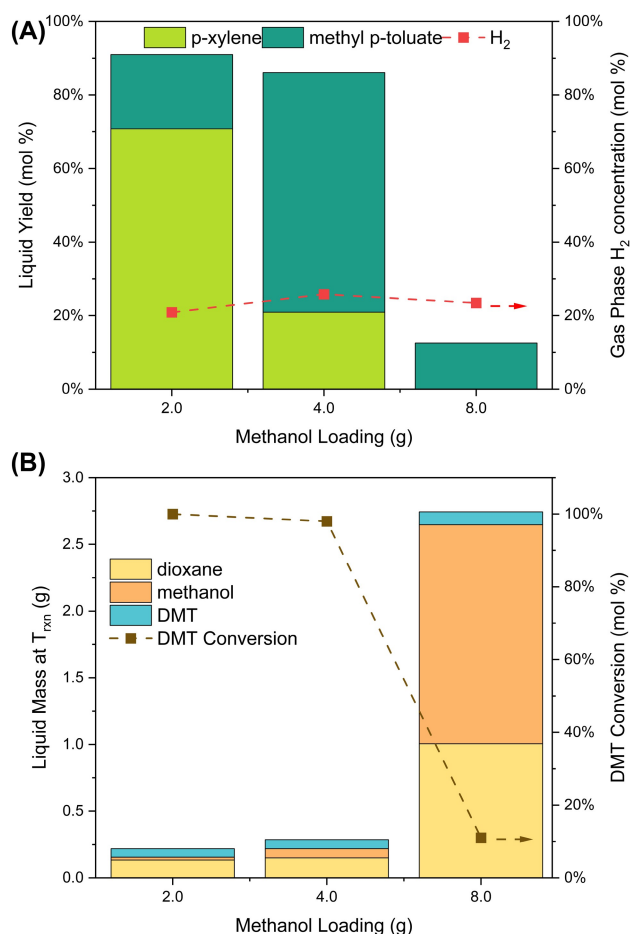 (A)
p-xylene methyl p-toluate H2
100%
80%
60%
40%
20%
0%
Liquid Yield (mol %)
100%
80%
60%
40%
20%
0%
Gas Phase H2 concentration (mol %)
2.0 4.0 8.0
Methanol Loading (g)
(B)
3.0
2.5
2.0
1.5
1.0
0.5
0.0
Liquid Mass at Trxn (g)
dioxane
methanol
DMT
DMT Conversion
100%
80%
60%
40%
20%
0%
DMT Conversion (mol %)
2.0 4.0 8.0
Methanol Loading (g)